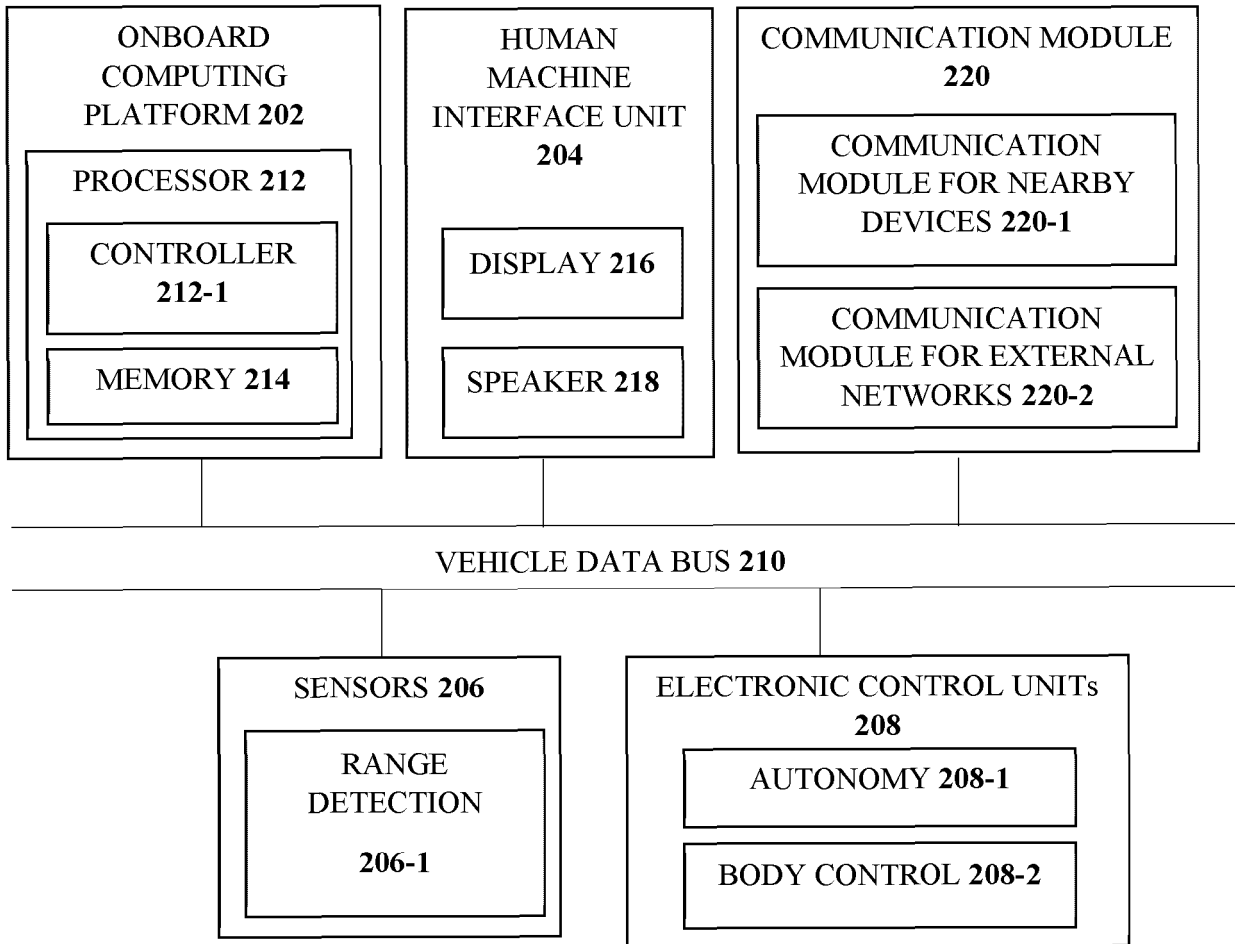 ONBOARD
COMPUTING
PLATFORM 202
PROCESSOR 212
CONTROLLER
212-1
MEMORY 214
HUMAN
MACHINE
INTERFACE UNIT
204
DISPLAY 216
SPEAKER 218
COMMUNICATION MODULE
220
COMMUNICATION
MODULE FOR NEARBY
DEVICES 220-1
COMMUNICATION
MODULE FOR EXTERNAL
NETWORKS 220-2
VEHICLE DATA BUS 210
SENSORS 206
RANGE
DETECTION
206-1
ELECTRONIC CONTROL UNITs
208
AUTONOMY 208-1
BODY CONTROL 208-2